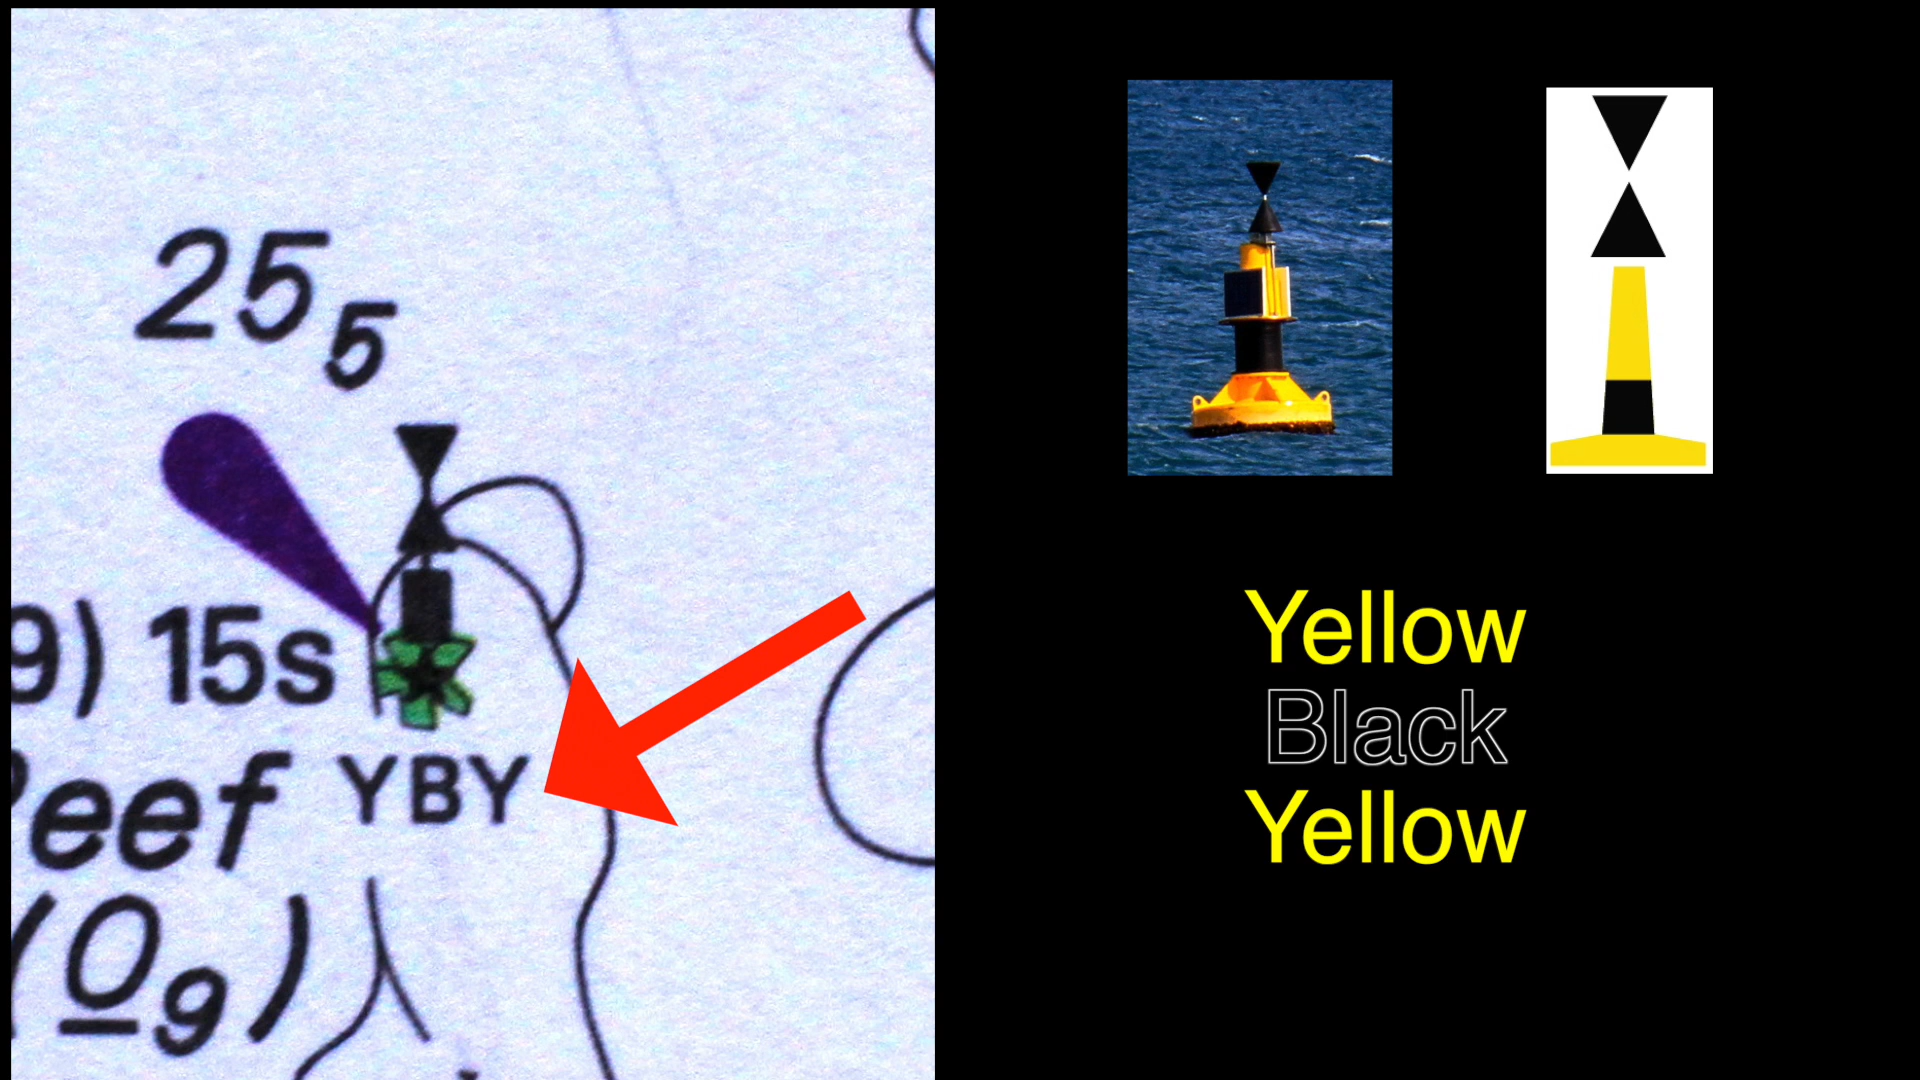 25₅
9) 15s
eef YBY
(0₉)
Yellow
Black
Yellow